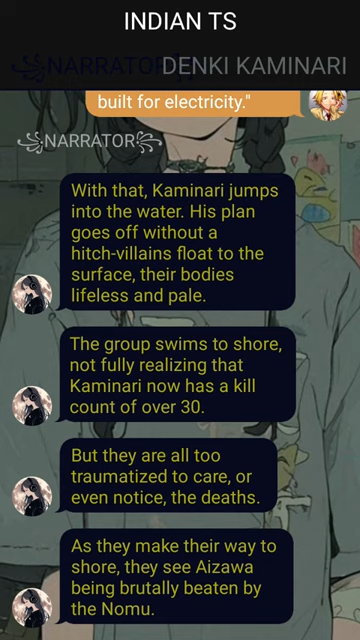 INDIAN TS
NARRATOR DENKI KAMINARI
built for electricity."
NARRATOR
With that, Kaminari jumps
into the water. His plan
goes off without a
hitch-villains float to the
surface, their bodies
lifeless and pale.
The group swims to shore,
not fully realizing that
Kaminari now has a kill
count of over 30.
But they are all too
traumatized to care, or
even notice, the deaths.
As they make their way to
shore, they see Aizawa
being brutally beaten by
the Nomu.